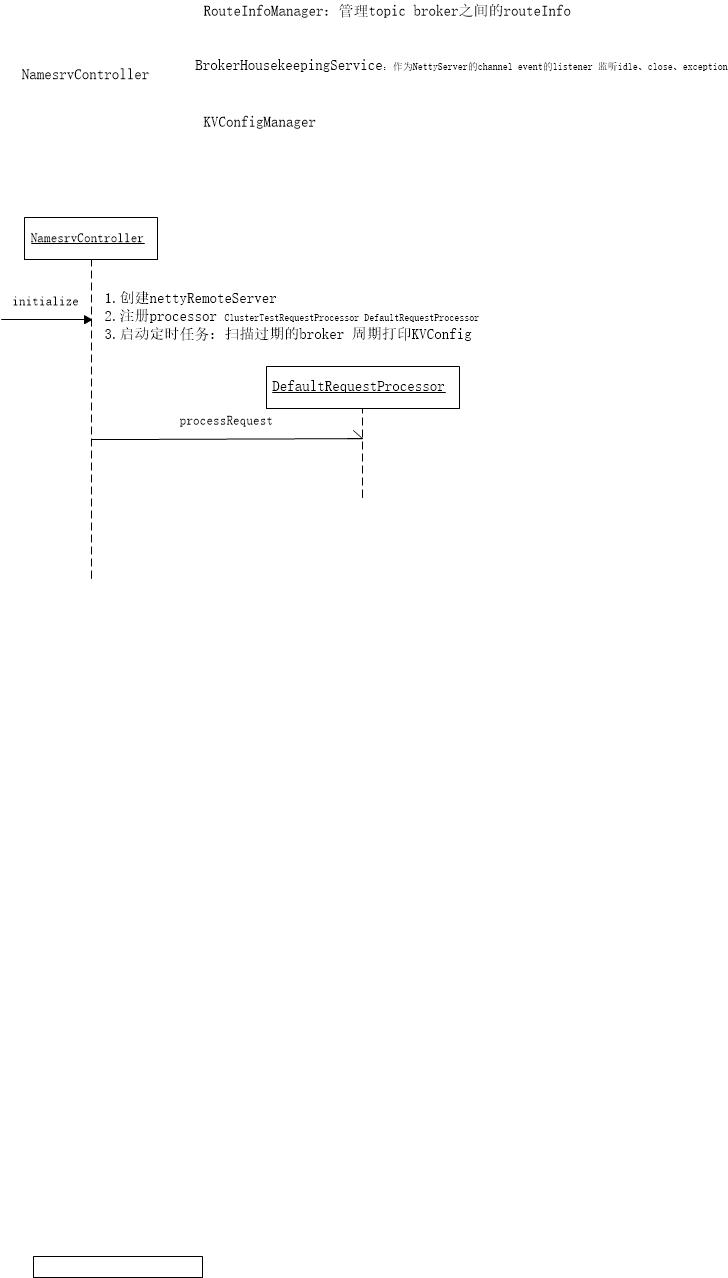 RouteInfoManager: 管理topic broker之间的routeInfo
NamesrvController
BrokerHousekeepingService: 作为NettyServer的channel event的listener 监听idle、close、exception
KVConfigManager
NamesrvController
initialize
1.创建nettyRemoteServer
2.注册processor ClusterTestRequestProcessor DefaultRequestProcessor
3.启动定时任务: 扫描过期的broker 周期打印KVConfig
DefaultRequestProcessor
processRequest